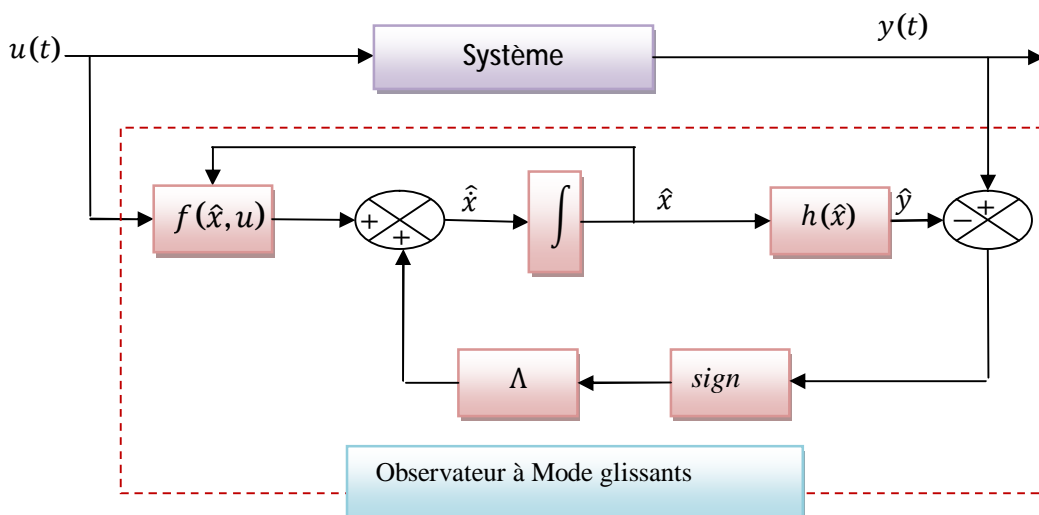 u(t)
Système
y(t)
f(x̂, u)
+
+
x̂̇
∫
x̂
h(x̂)
ŷ
−
+
Λ
sign
Observateur à Mode glissants